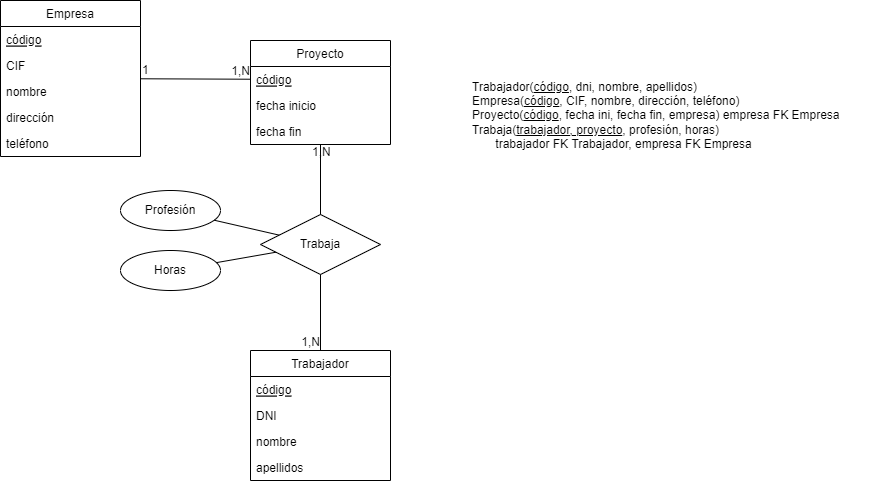 Empresa
código
CIF
nombre
dirección
teléfono
1
1,N
Proyecto
código
fecha inicio
fecha fin
1,N
Profesión
Horas
Trabaja
1,N
Trabajador
código
DNI
nombre
apellidos
Trabajador(código, dni, nombre, apellidos)
Empresa(código, CIF, nombre, dirección, teléfono)
Proyecto(código, fecha ini, fecha fin, empresa) empresa FK Empresa
Trabaja(trabajador, proyecto, profesión, horas)
trabajador FK Trabajador, empresa FK Empresa